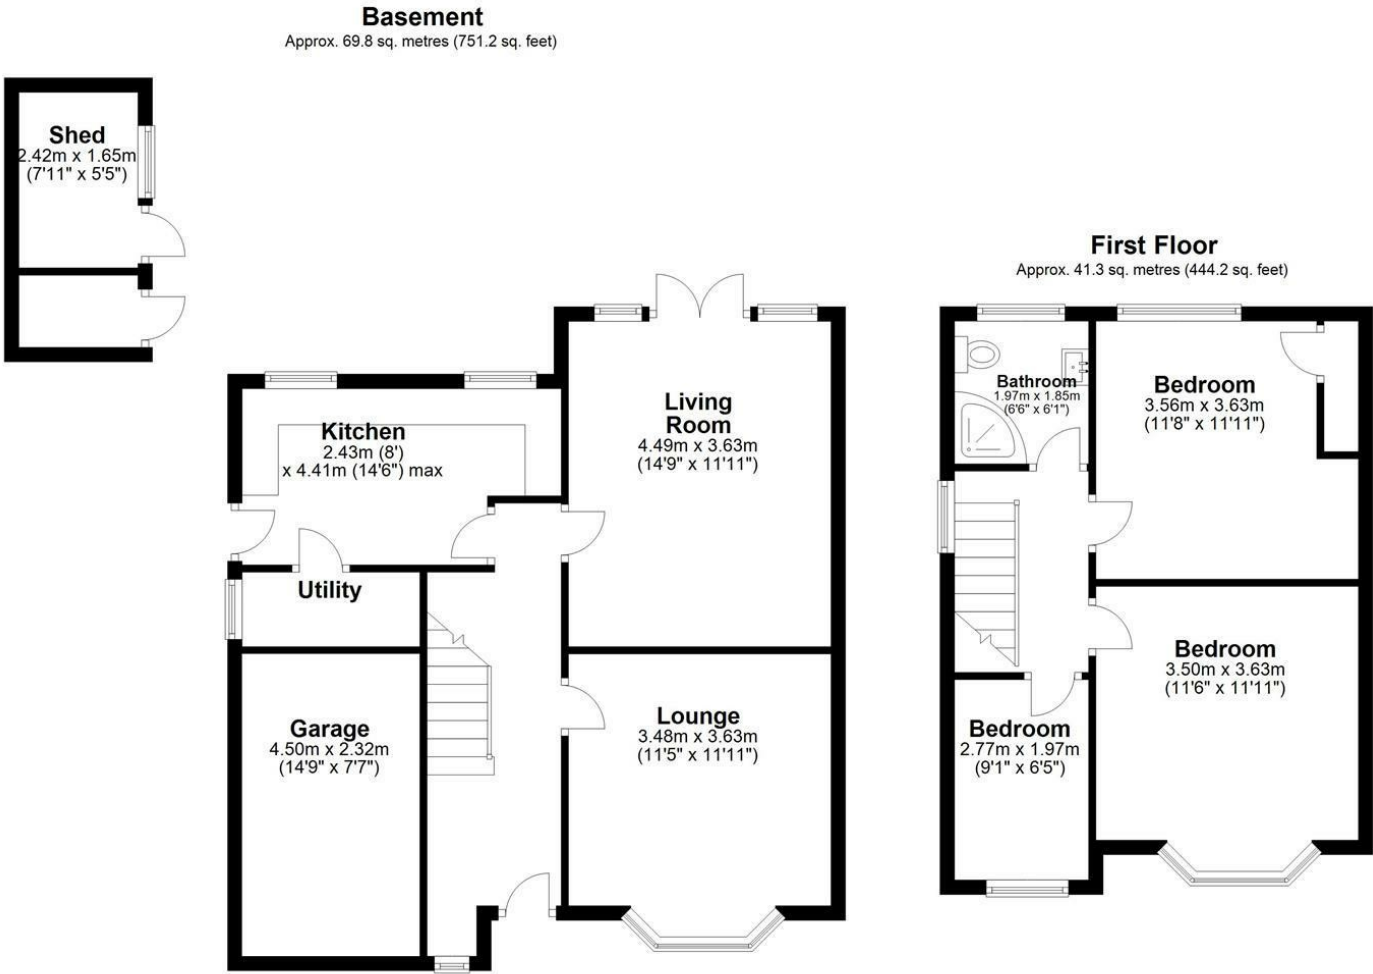 Basement
Approx. 69.8 sq. metres (751.2 sq. feet)
Shed
2.42m x 1.65m
(7'11" x 5'5")
First Floor
Approx. 41.3 sq. metres (444.2 sq. feet)
Kitchen
2.43m (8')
x 4.41m (14'6") max
Living
Room
4.49m x 3.63m
(14'9" x 11'11")
Utility
Garage
4.50m x 2.32m
(14'9" x 7'7")
Lounge
3.48m x 3.63m
(11'5" x 11'11")
Bathroom
1.97m x 1.85m
(6'6" x 6'1")
Bedroom
3.56m x 3.63m
(11'8" x 11'11")
Bedroom
3.50m x 3.63m
(11'6" x 11'11")
Bedroom
2.77m x 1.97m
(9'1" x 6'5")